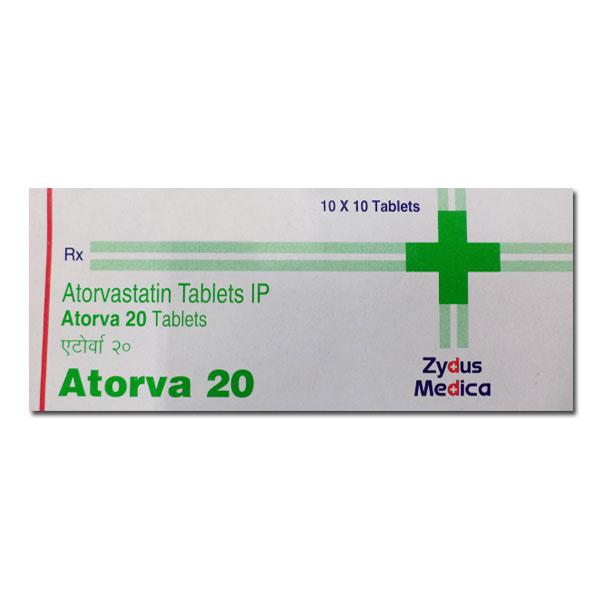 10 X 10 Tablets
Rx
Atorvastatin Tablets IP
Atorva 20 Tablets
एटोर्वा २०
Atorva 20
Zydus
Medica